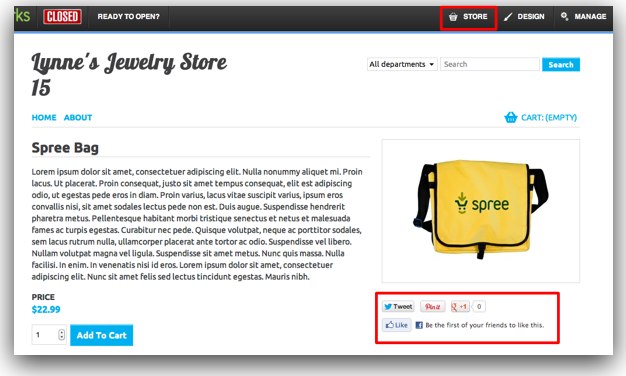 rks CLOSED READY TO OPEN? STORE DESIGN MANAGE
Lynne's Jewelry Store
15
All departments Search Search
HOME ABOUT CART: (EMPTY)
Spree Bag
Lorem ipsum dolor sit amet, consectetuer adipiscing elit. Nulla nonummy aliquet mi. Proin
lacus. Ut placerat. Proin consequat, justo sit amet tempus consequat, elit est adipiscing
odio, ut egestas pede eros in diam. Proin varius, lacus vitae suscipit varius, ipsum eros
convallis nisi, sit amet sodales lectus pede non est. Duis augue. Suspendisse hendrerit
pharetra metus. Pellentesque habitant morbi tristique senectus et netus et malesuada
fames ac turpis egestas. Curabitur nec pede. Quisque volutpat, neque ac porttitor sodales,
sem lacus rutrum nulla, ullamcorper placerat ante tortor ac odio. Suspendisse vel libero.
Nullam volutpat magna vel ligula. Suspendisse sit amet metus. Nunc quis massa. Nulla
facilisi. In enim. In venenatis nisi id eros. Lorem ipsum dolor sit amet, consectetuer
adipiscing elit. Nunc sit amet felis sed lectus tincidunt egestas. Mauris nibh.
spree
PRICE
$22.99
1 Add To Cart
Tweet Pin it g +1 0
Like f Be the first of your friends to like this.